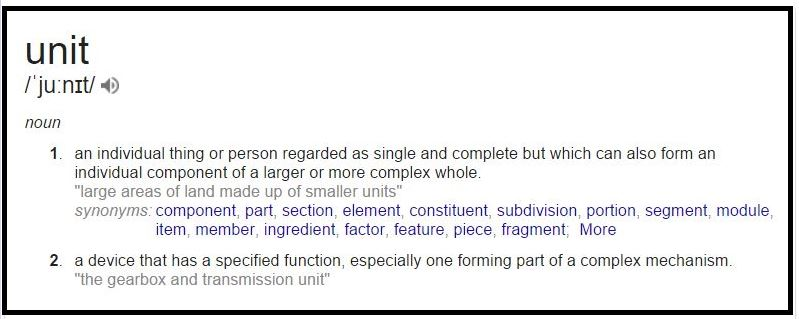 unit
/ˈjuːnɪt/
noun
1. an individual thing or person regarded as single and complete but which can also form an
individual component of a larger or more complex whole.
"large areas of land made up of smaller units"
synonyms: component, part, section, element, constituent, subdivision, portion, segment, module,
item, member, ingredient, factor, feature, piece, fragment; More
2. a device that has a specified function, especially one forming part of a complex mechanism.
"the gearbox and transmission unit"